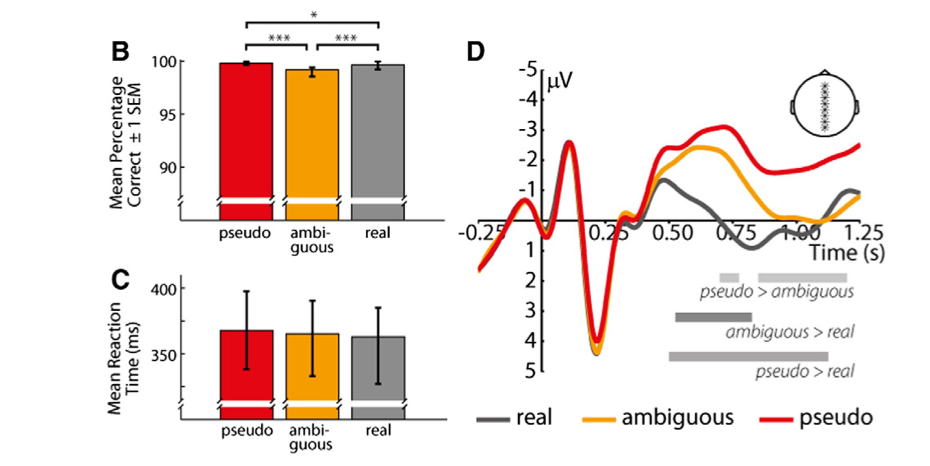 B
*
*** ***
Mean Percentage
Correct ± 1 SEM
100
95
90
pseudo ambi- real
guous
C
Mean Reaction
Time (ms)
400
350
pseudo ambi- real
guous
D
-5
µV
-4
-3
-2
-1
-0.25 0.25 0.50 0.75 1.00 1.25
Time (s)
1
2
pseudo > ambiguous
3
ambiguous > real
4
pseudo > real
5
real ambiguous pseudo